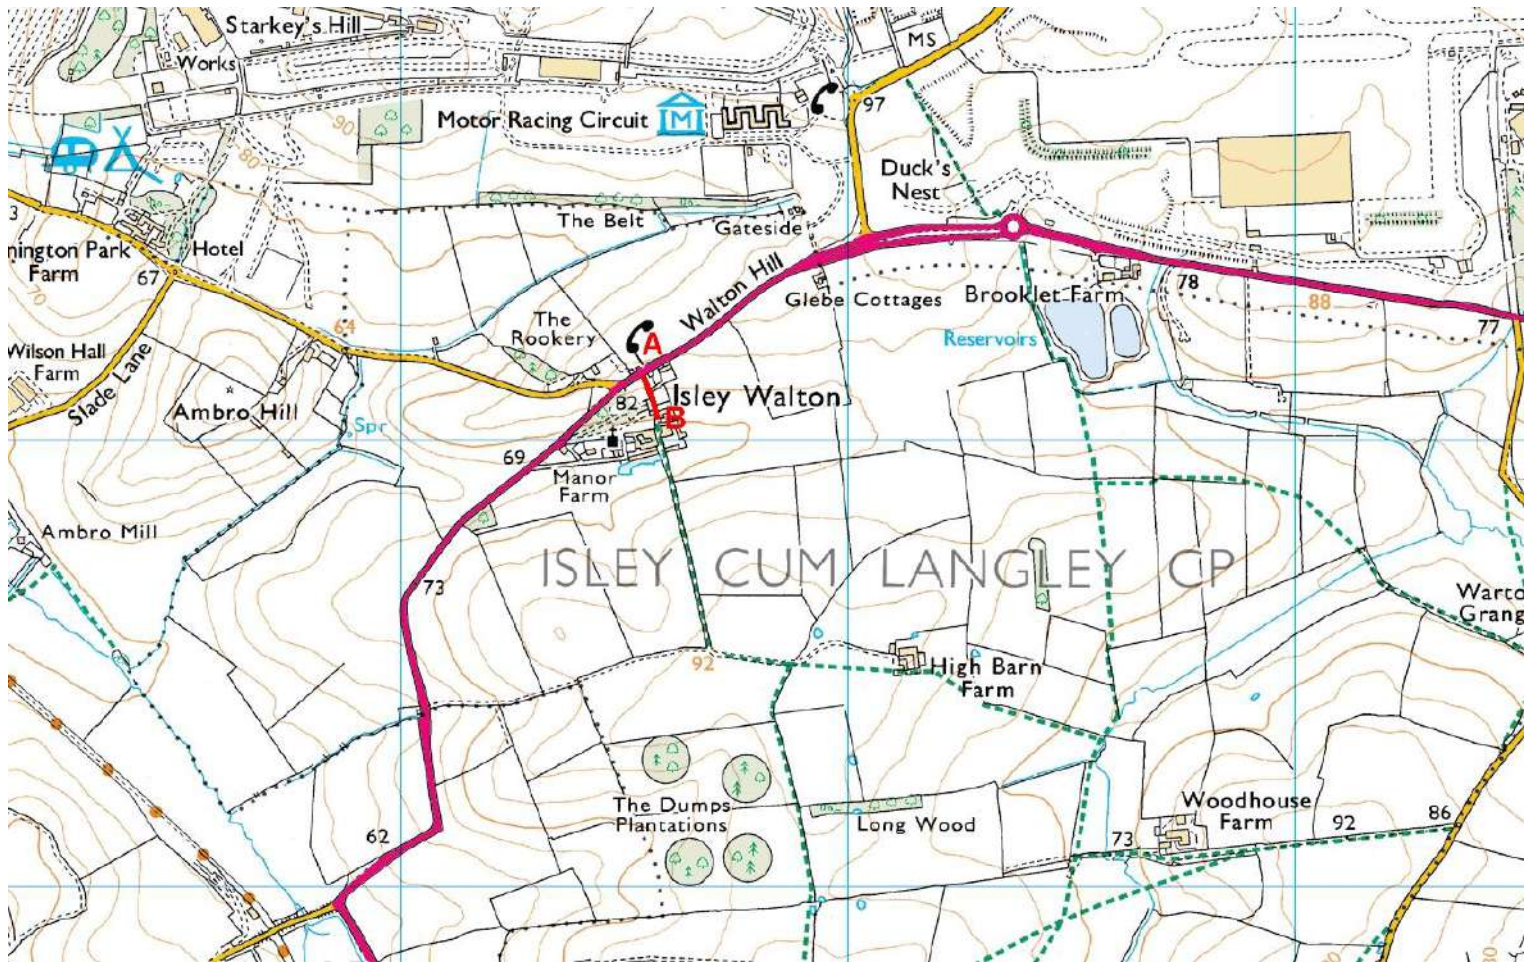 Starkey's Hill
MS
Works
97
90
Motor Racing Circuit
M
80
Duck's
Nest
3
The Belt
Gateside
nington Park
Farm
Hotel
67
70
Walton Hill
78
Glebe Cottages
Brooklet Farm
88
77
64
The
Rookery
A
Reservoirs
Wilson Hall
Farm
Slade Lane
Ambro Hill
82
Isley Walton
B
Spr
69
Manor
Farm
Ambro Mill
ISLEY CUM LANGLEY CP
73
Warto
Grang
92
High Barn
Farm
The Dumps
Plantations
Long Wood
Woodhouse
Farm
92
86
62
73
80
80